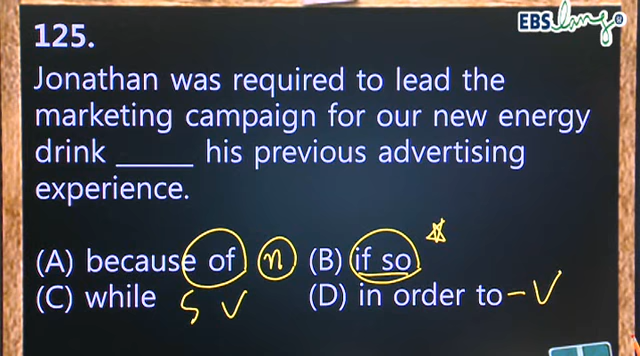 EBSlang
125.
Jonathan was required to lead the
marketing campaign for our new energy
drink ______ his previous advertising
experience.
(A) because of n (B) if so
(C) while S V (D) in order to - V